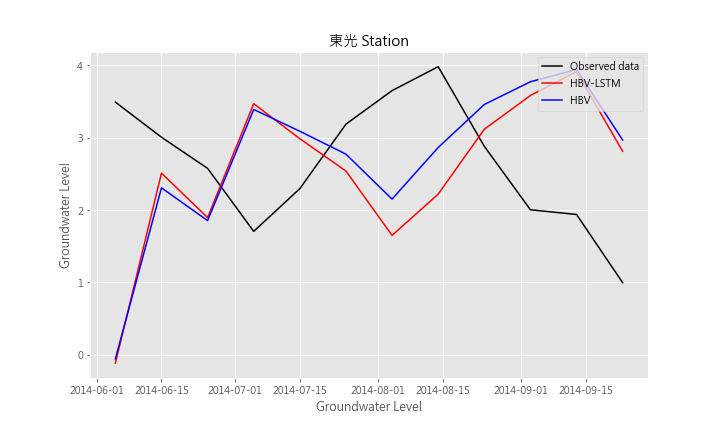 東光 Station
Observed data
HBV-LSTM
HBV
Groundwater Level
4
3
2
1
0
2014-06-01 2014-06-15 2014-07-01 2014-07-15 2014-08-01 2014-08-15 2014-09-01 2014-09-15
Groundwater Level